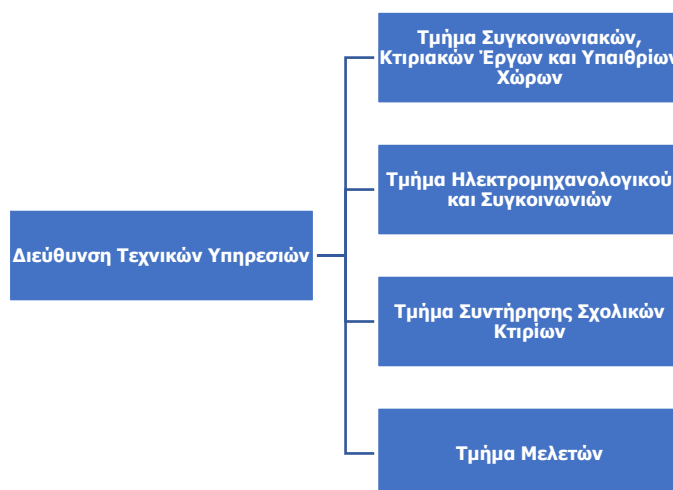 Τμήμα Συγκοινωνιακών,
Κτιριακών Έργων και Υπαιθρίων
Χώρων
Τμήμα Ηλεκτρομηχανολογικού
και Συγκοινωνιών
Διεύθυνση Τεχνικών Υπηρεσιών
Τμήμα Συντήρησης Σχολικών
Κτιρίων
Τμήμα Μελετών